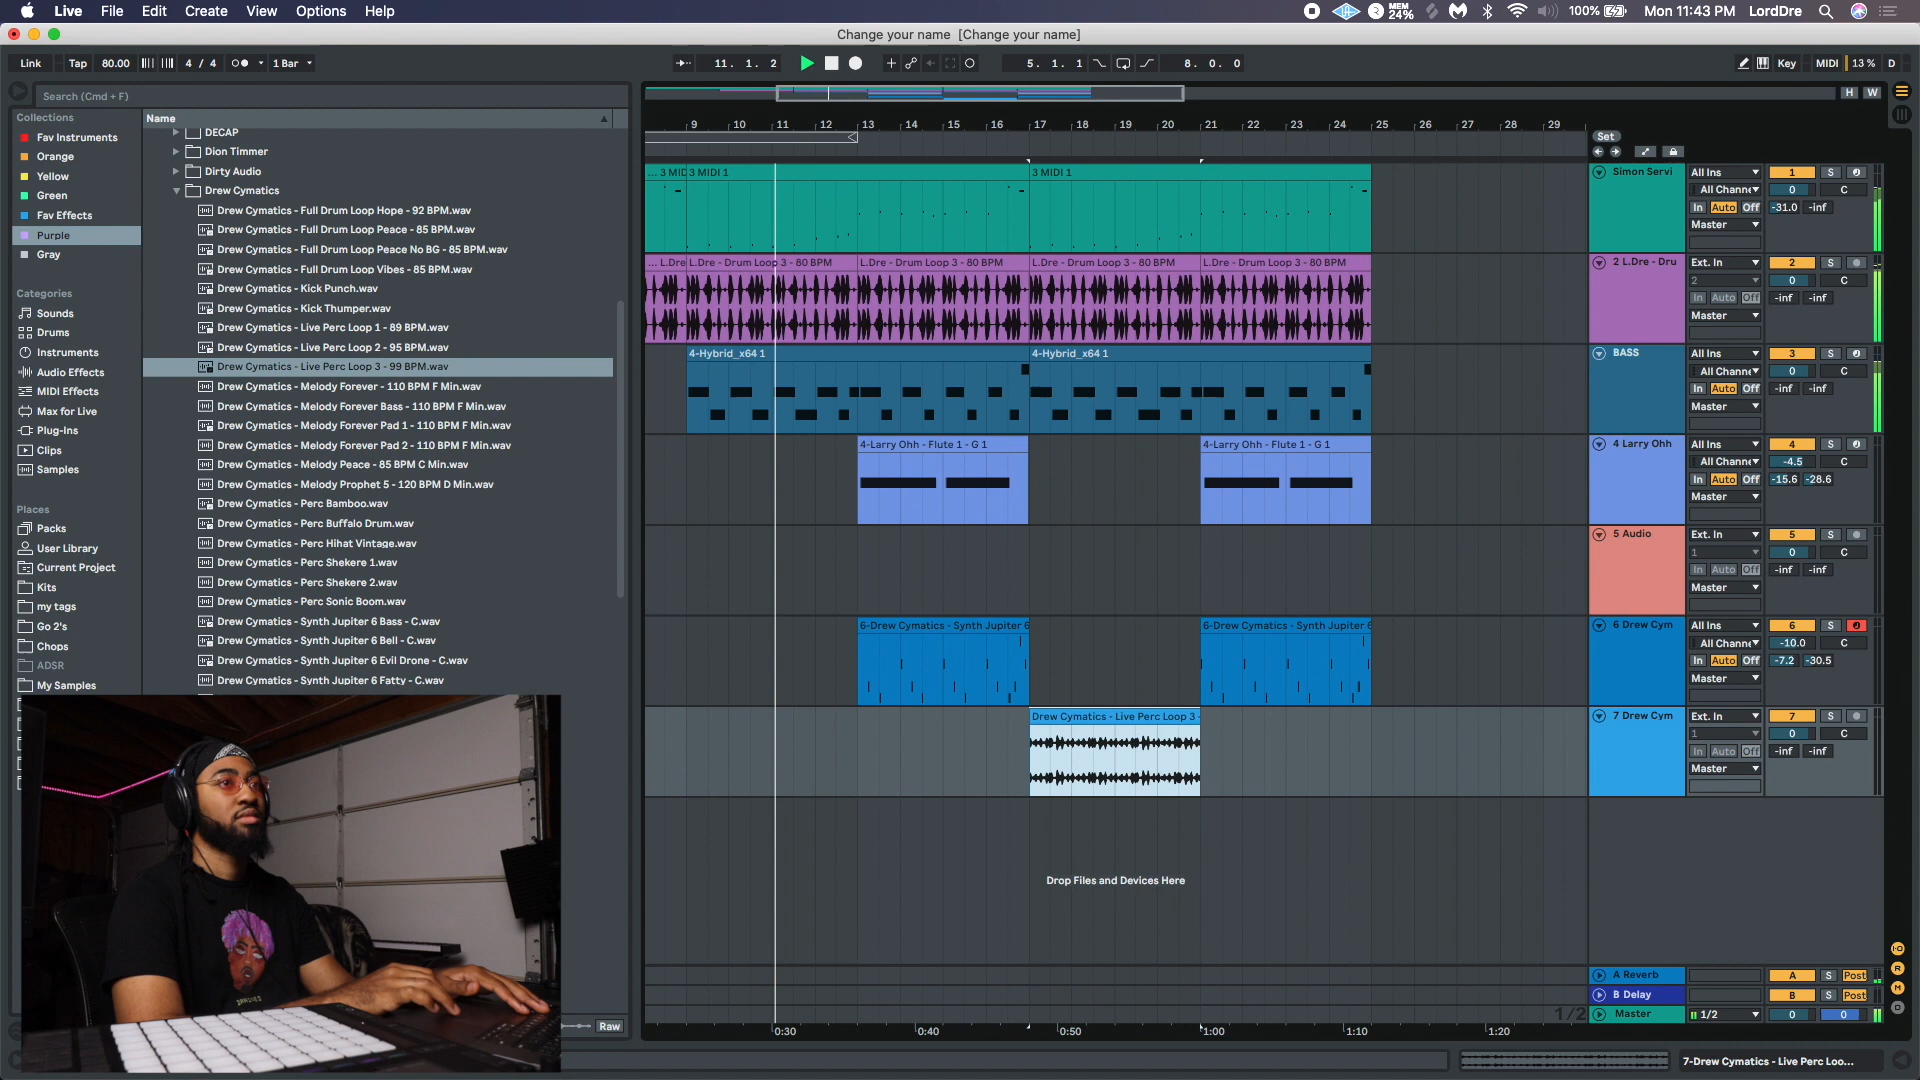 Live File Edit Create View Options Help
MEM 24% 100% Mon 11:43 PM LordDre
Change your name [Change your name]
Link Tap 80.00 4 / 4 1 Bar
11. 1. 2
5. 1. 1
8. 0. 0
Key MIDI 13 % D
Search (Cmd + F)
H W
Collections
Fav Instruments
Orange
Yellow
Green
Fav Effects
Purple
Gray
Categories
Sounds
Drums
Instruments
Audio Effects
MIDI Effects
Max for Live
Plug-Ins
Clips
Samples
Places
Packs
User Library
Current Project
Kits
my tags
Go 2's
Chops
ADSR
My Samples
Name
DECAP
Dion Timmer
Dirty Audio
Drew Cymatics
Drew Cymatics - Full Drum Loop Hope - 92 BPM.wav
Drew Cymatics - Full Drum Loop Peace - 85 BPM.wav
Drew Cymatics - Full Drum Loop Peace No BG - 85 BPM.wav
Drew Cymatics - Full Drum Loop Vibes - 85 BPM.wav
Drew Cymatics - Kick Punch.wav
Drew Cymatics - Kick Thumper.wav
Drew Cymatics - Live Perc Loop 1 - 89 BPM.wav
Drew Cymatics - Live Perc Loop 2 - 95 BPM.wav
Drew Cymatics - Live Perc Loop 3 - 99 BPM.wav
Drew Cymatics - Melody Forever - 110 BPM F Min.wav
Drew Cymatics - Melody Forever Bass - 110 BPM F Min.wav
Drew Cymatics - Melody Forever Pad 1 - 110 BPM F Min.wav
Drew Cymatics - Melody Forever Pad 2 - 110 BPM F Min.wav
Drew Cymatics - Melody Peace - 85 BPM C Min.wav
Drew Cymatics - Melody Prophet 5 - 120 BPM D Min.wav
Drew Cymatics - Perc Bamboo.wav
Drew Cymatics - Perc Buffalo Drum.wav
Drew Cymatics - Perc Hihat Vintage.wav
Drew Cymatics - Perc Shekere 1.wav
Drew Cymatics - Perc Shekere 2.wav
Drew Cymatics - Perc Sonic Boom.wav
Drew Cymatics - Synth Jupiter 6 Bass - C.wav
Drew Cymatics - Synth Jupiter 6 Bell - C.wav
Drew Cymatics - Synth Jupiter 6 Evil Drone - C.wav
Drew Cymatics - Synth Jupiter 6 Fatty - C.wav
Raw
9 10 11 12 13 14 15 16 17 18 19 20 21 22 23 24 25 26 27 28 29
Set
... 3 MID 3 MIDI 1 3 MIDI 1
Simon Servi All Ins 1 S
All Channe 0 C
In Auto Off -31.0 -inf
Master
... L.Dre L.Dre - Drum Loop 3 - 80 BPM L.Dre - Drum Loop 3 - 80 BPM L.Dre - Drum Loop 3 - 80 BPM L.Dre - Drum Loop 3 - 80 BPM
2 L.Dre - Dru Ext. In 2 S
2 0 C
In Auto Off -inf -inf
Master
4-Hybrid_x64 1 4-Hybrid_x64 1
BASS All Ins 3 S
All Channe 0 C
In Auto Off -inf -inf
Master
4-Larry Ohh - Flute 1 - G 1 4-Larry Ohh - Flute 1 - G 1
4 Larry Ohh All Ins 4 S
All Channe -4.5 C
In Auto Off -15.6 -28.6
Master
5 Audio Ext. In 5 S
1 0 C
In Auto Off -inf -inf
Master
6-Drew Cymatics - Synth Jupiter 6 6-Drew Cymatics - Synth Jupiter 6
6 Drew Cym All Ins 6 S
All Channe -10.0 C
In Auto Off -7.2 -30.5
Master
Drew Cymatics - Live Perc Loop 3 -
7 Drew Cym Ext. In 7 S
1 0 C
In Auto Off -inf -inf
Master
Drop Files and Devices Here
A Reverb A S Post
B Delay B S Post
1/2 Master 1/2 0 0
0:30 0:40 0:50 1:00 1:10 1:20
7-Drew Cymatics - Live Perc Loo...